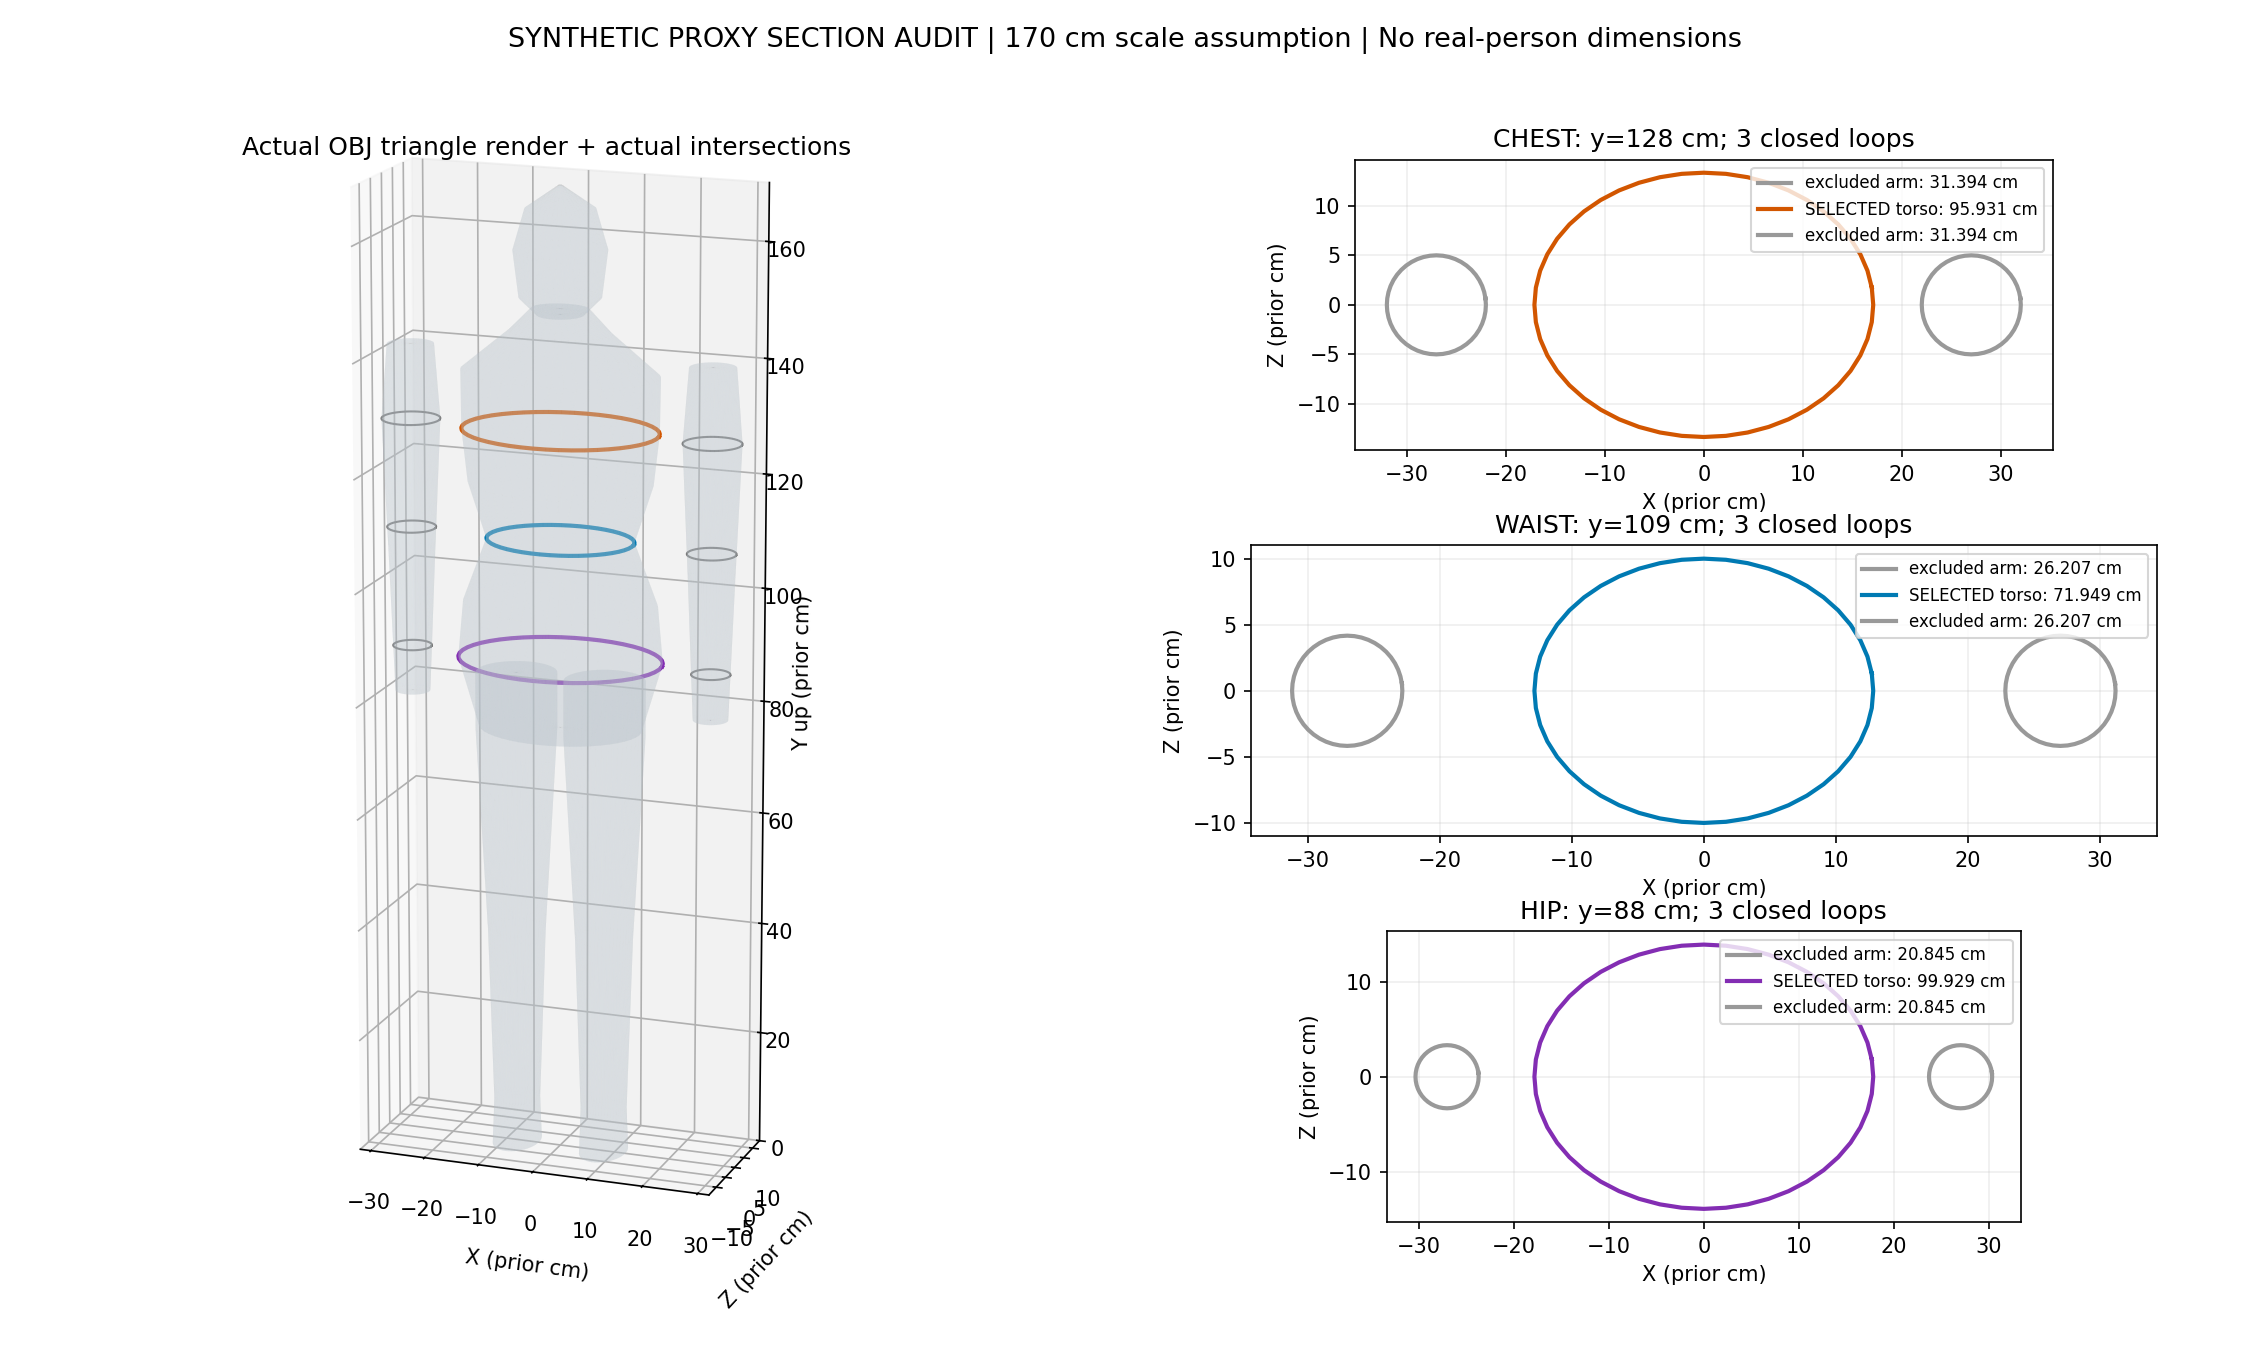 SYNTHETIC PROXY SECTION AUDIT | 170 cm scale assumption | No real-person dimensions
Actual OBJ triangle render + actual intersections
160
140
120
100
80
60
40
20
0
Y up (prior cm)
−30 −20 −10 0 10 20 30
X (prior cm)
−10 −5 0 5 10
Z (prior cm)
CHEST: y=128 cm; 3 closed loops
excluded arm: 31.394 cm
SELECTED torso: 95.931 cm
excluded arm: 31.394 cm
10
5
0
−5
−10
Z (prior cm)
−30 −20 −10 0 10 20 30
X (prior cm)
WAIST: y=109 cm; 3 closed loops
excluded arm: 26.207 cm
SELECTED torso: 71.949 cm
excluded arm: 26.207 cm
10
5
0
−5
−10
Z (prior cm)
−30 −20 −10 0 10 20 30
X (prior cm)
HIP: y=88 cm; 3 closed loops
excluded arm: 20.845 cm
SELECTED torso: 99.929 cm
excluded arm: 20.845 cm
10
0
−10
Z (prior cm)
−30 −20 −10 0 10 20 30
X (prior cm)